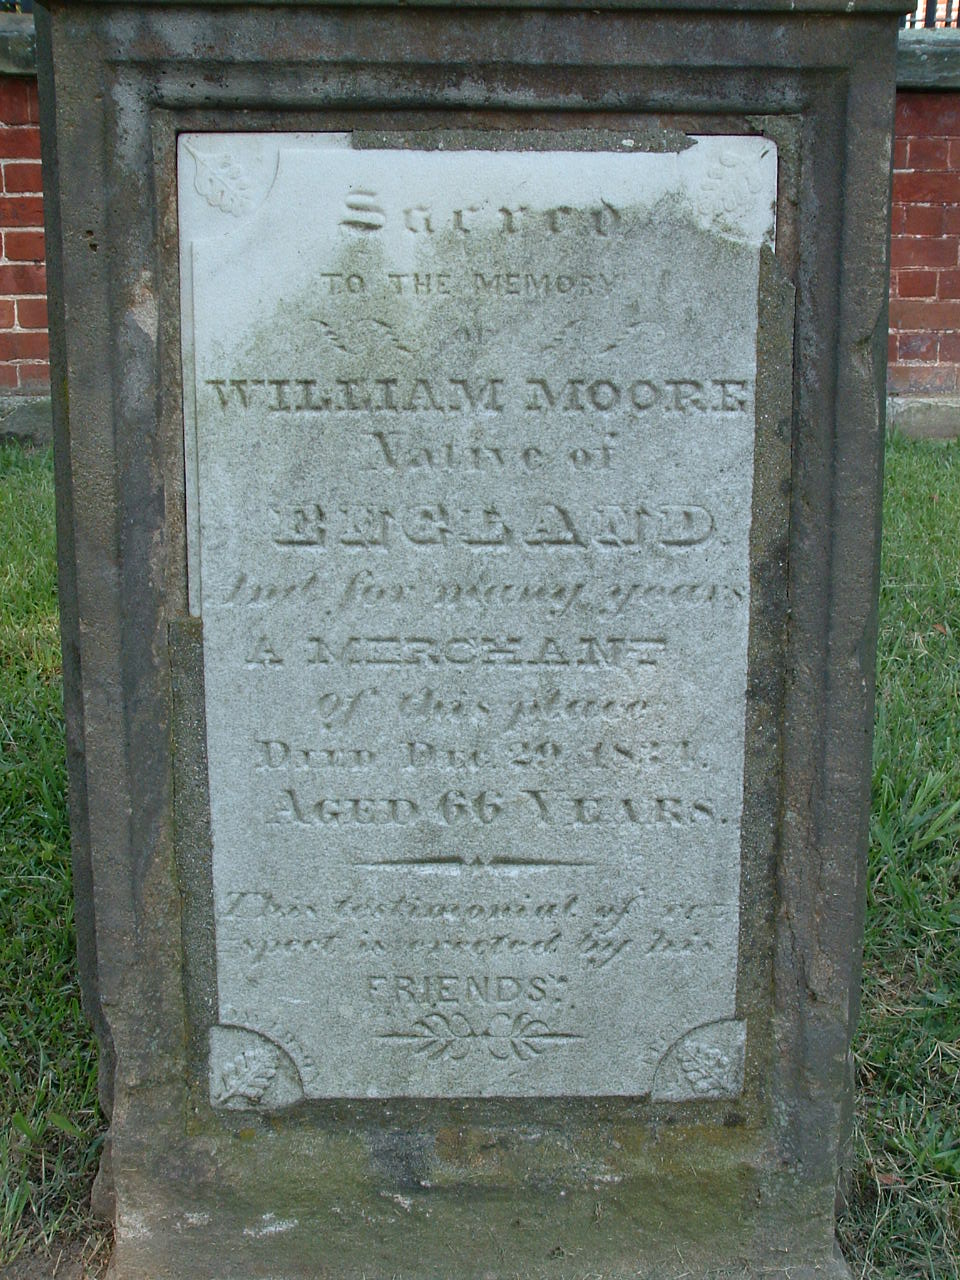 Sacred
TO THE MEMORY
OF
WILLIAM MOORE
Native of
ENGLAND.
And for many years
A MERCHANT
of this place
DIED DEC. 29. 1834.
AGED 66 YEARS.
This testimonial of re-
spect is erected by his
FRIENDS.